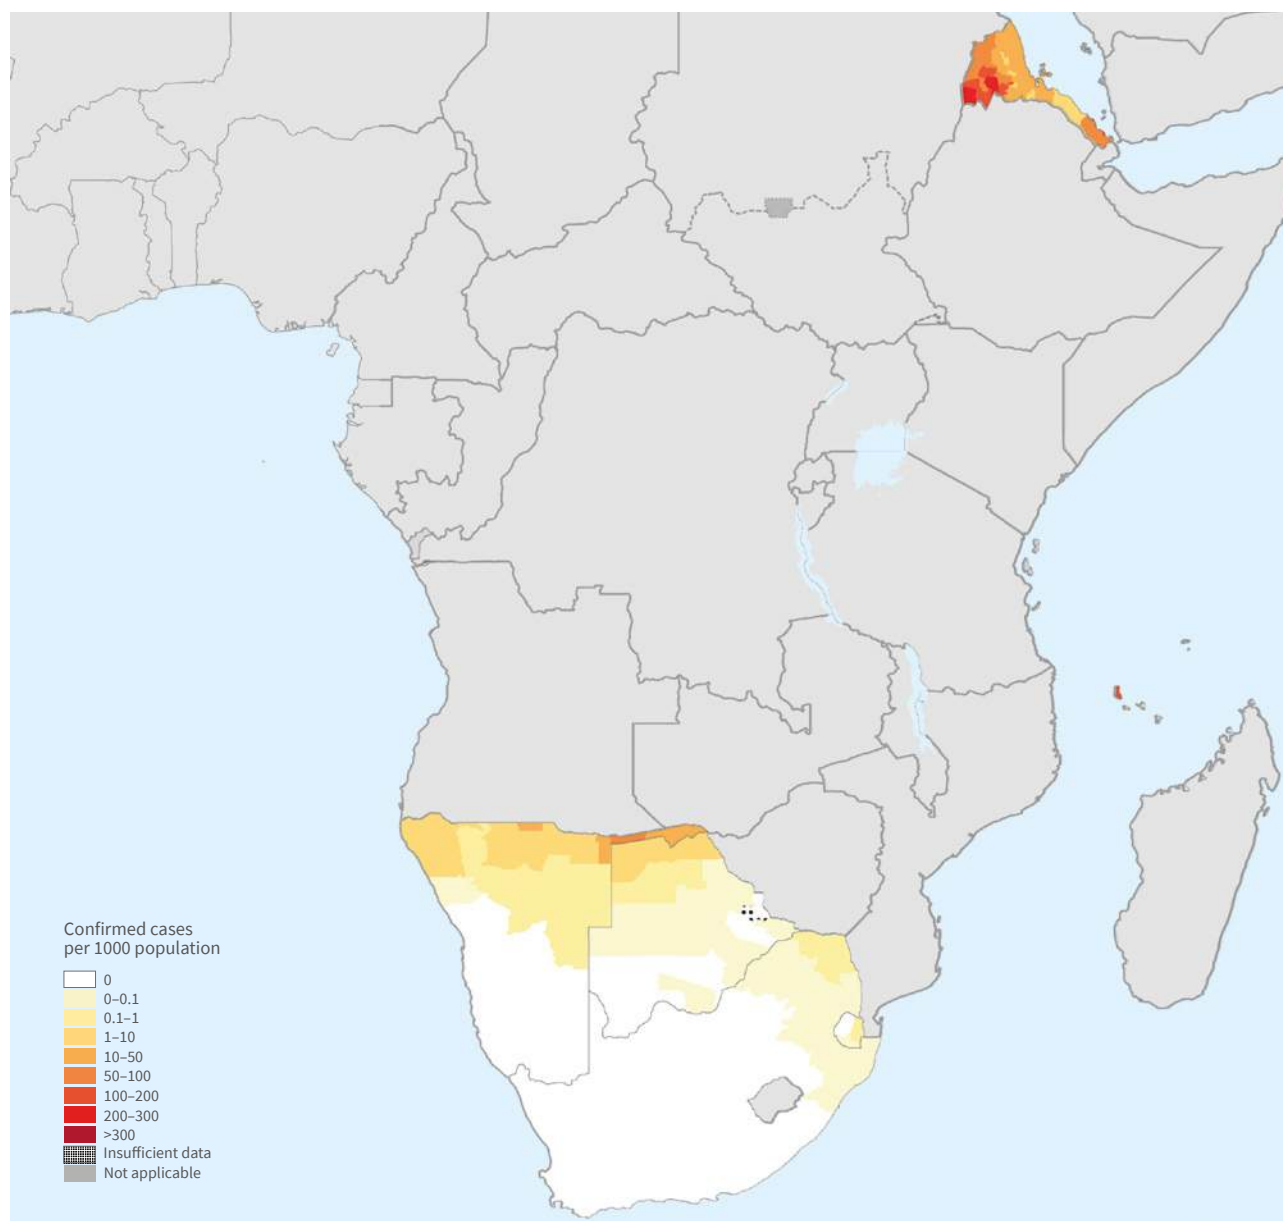 Confirmed cases
per 1000 population
0
0–0.1
0.1–1
1–10
10–50
50–100
100–200
200–300
>300
Insufficient data
Not applicable